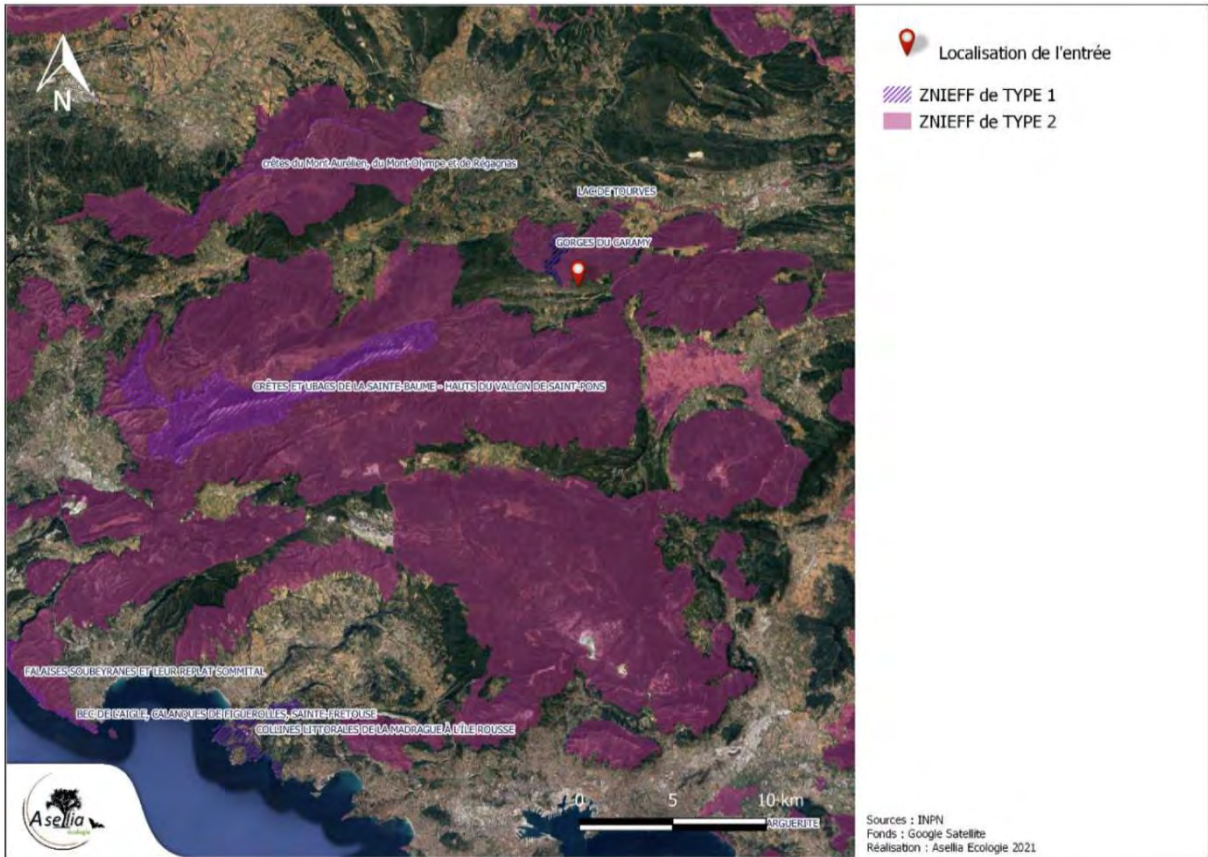 N
Localisation de l'entrée
ZNIEFF de TYPE 1
ZNIEFF de TYPE 2
crêtes du Mont Aurélien, du Mont Olympe et de Régagnas
LAC DE TOURVES
GORGES DU CARAMY
CRÊTES ET UBACS DE LA SAINTE-BAUME - HAUTS DU VALLON DE SAINT-PONS
FALAISES SOUBEYRANES ET LEUR REPLAT SOMMITAL
BEC DE L'AIGLE, CALANQUES DE FIGUEROLLES, SAINTE-FRETOUSE
COLLINES LITTORALES DE LA MADRAGUE À L'ÎLE ROUSSE
0 5 10 km
ARGUERITE
Asellia
écologie
Sources : INPN
Fonds : Google Satellite
Réalisation : Asellia Ecologie 2021